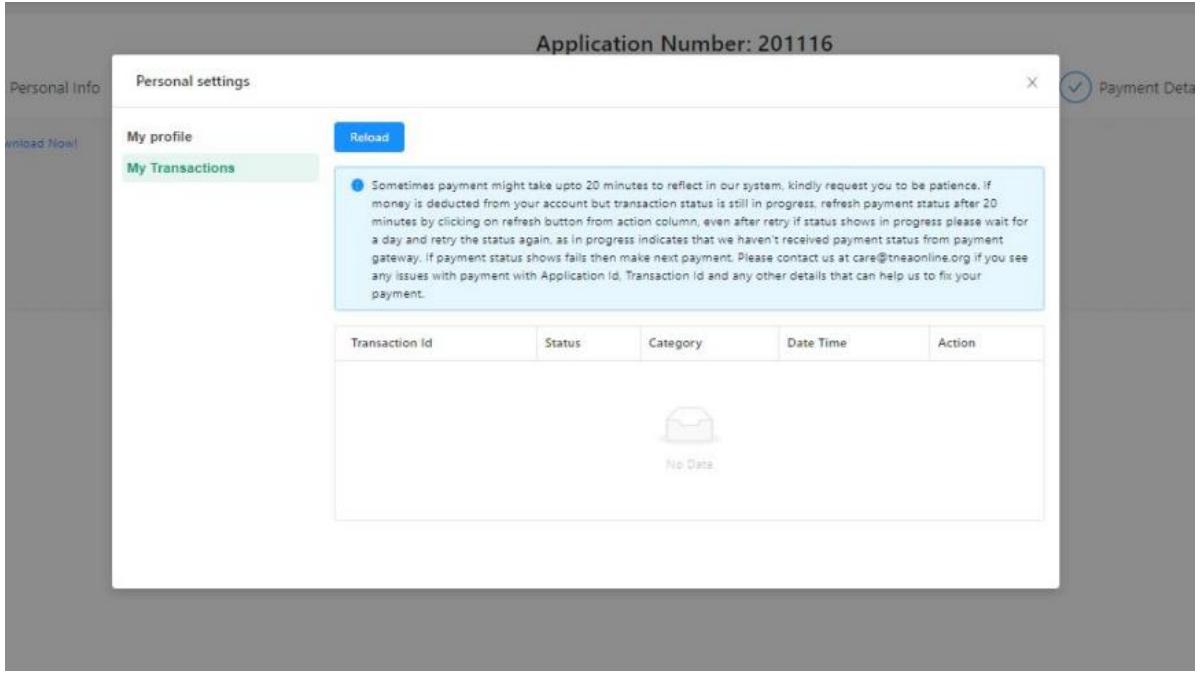 Application Number: 201116
Personal Info
Payment Deta
wnload Now!
Personal settings
My profile
My Transactions
Reload
Sometimes payment might take upto 20 minutes to reflect in our system, kindly request you to be patience. If
money is deducted from your account but transaction status is still in progress, refresh payment status after 20
minutes by clicking on refresh button from action column, even after retry if status shows in progress please wait for
a day and retry the status again, as in progress indicates that we haven't received payment status from payment
gateway. If payment status shows fails then make next payment. Please contact us at care@tneaonline.org if you see
any issues with payment with Application Id, Transaction Id and any other details that can help us to fix your
payment.
Transaction Id Status Category Date Time Action
No Data